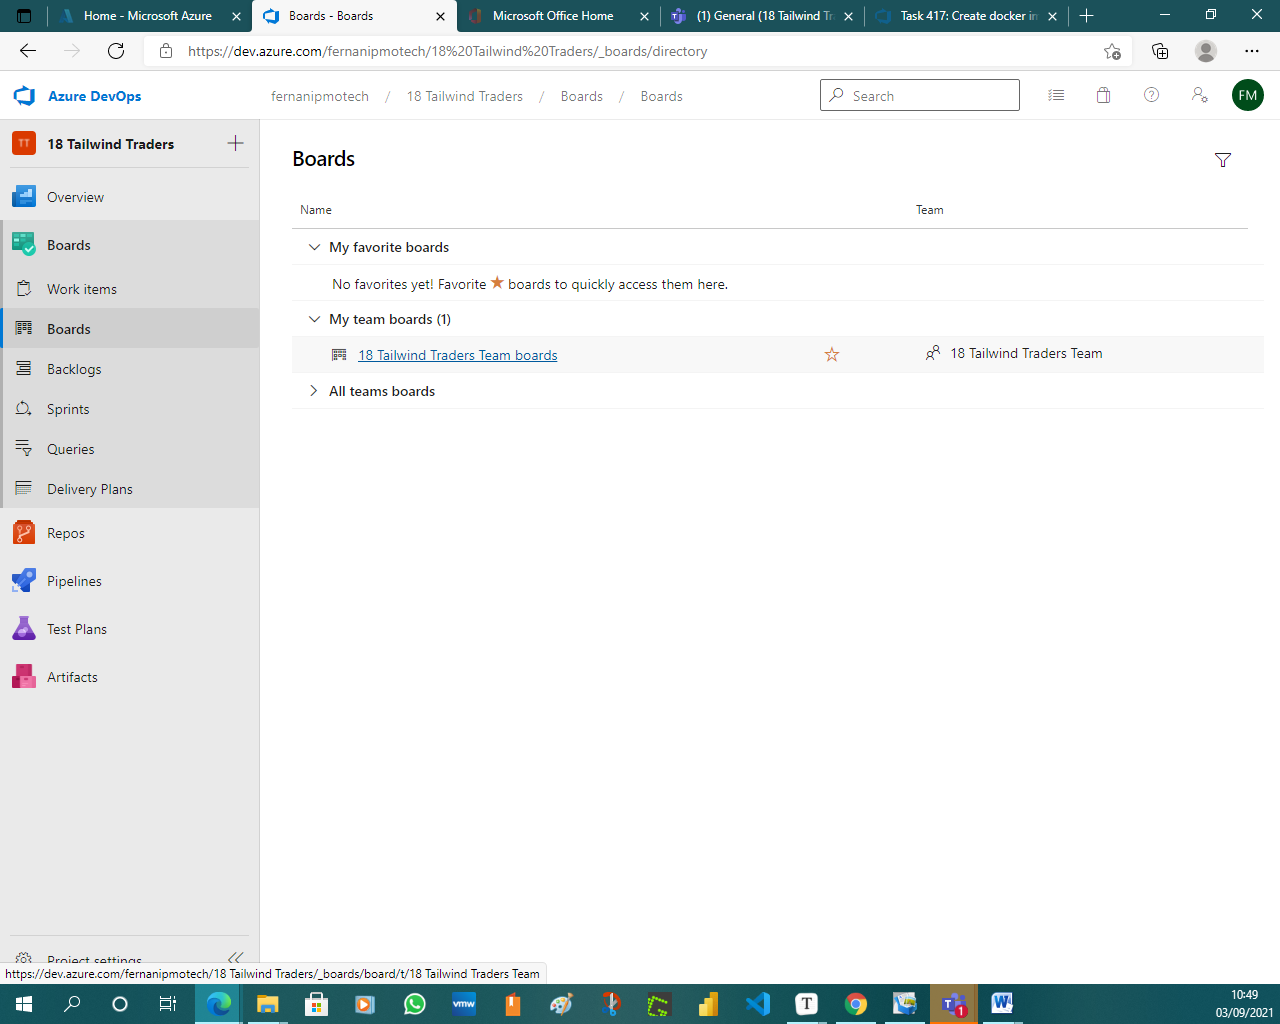 Home - Microsoft Azure
Boards - Boards
Microsoft Office Home
(1) General (18 Tailwind Tr
Task 417: Create docker im
https://dev.azure.com/fernanipmotech/18%20Tailwind%20Traders/_boards/directory
Azure DevOps
fernanipmotech / 18 Tailwind Traders / Boards / Boards
Search
FM
TT 18 Tailwind Traders
Overview
Boards
Work items
Boards
Backlogs
Sprints
Queries
Delivery Plans
Repos
Pipelines
Test Plans
Artifacts
Project settings
Boards
Name Team
My favorite boards
No favorites yet! Favorite ★ boards to quickly access them here.
My team boards (1)
18 Tailwind Traders Team boards 18 Tailwind Traders Team
All teams boards
https://dev.azure.com/fernanipmotech/18 Tailwind Traders/_boards/board/t/18 Tailwind Traders Team
vmw
T
1
W
10:49
03/09/2021